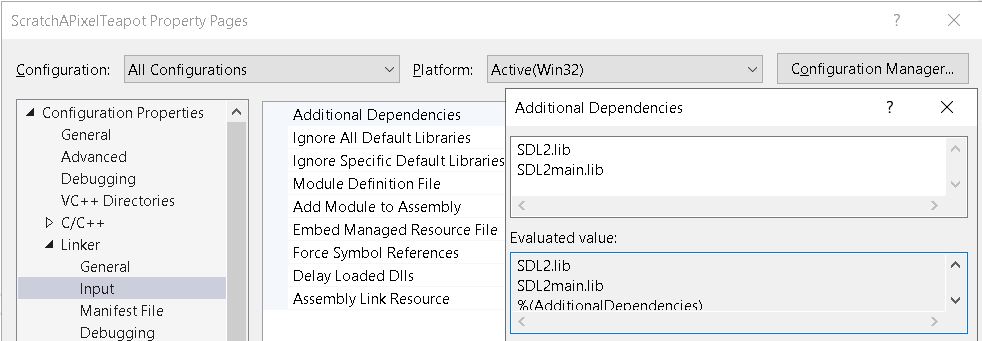 ScratchAPixelTeapot Property Pages
? ×
Configuration: All Configurations Platform: Active(Win32) Configuration Manager...
Configuration Properties
General
Advanced
Debugging
VC++ Directories
C/C++
Linker
General
Input
Manifest File
Debugging
Additional Dependencies
Ignore All Default Libraries
Ignore Specific Default Libraries
Module Definition File
Add Module to Assembly
Embed Managed Resource File
Force Symbol References
Delay Loaded Dlls
Assembly Link Resource
Additional Dependencies
? ×
SDL2.lib
SDL2main.lib
Evaluated value:
SDL2.lib
SDL2main.lib
%(AdditionalDependencies)